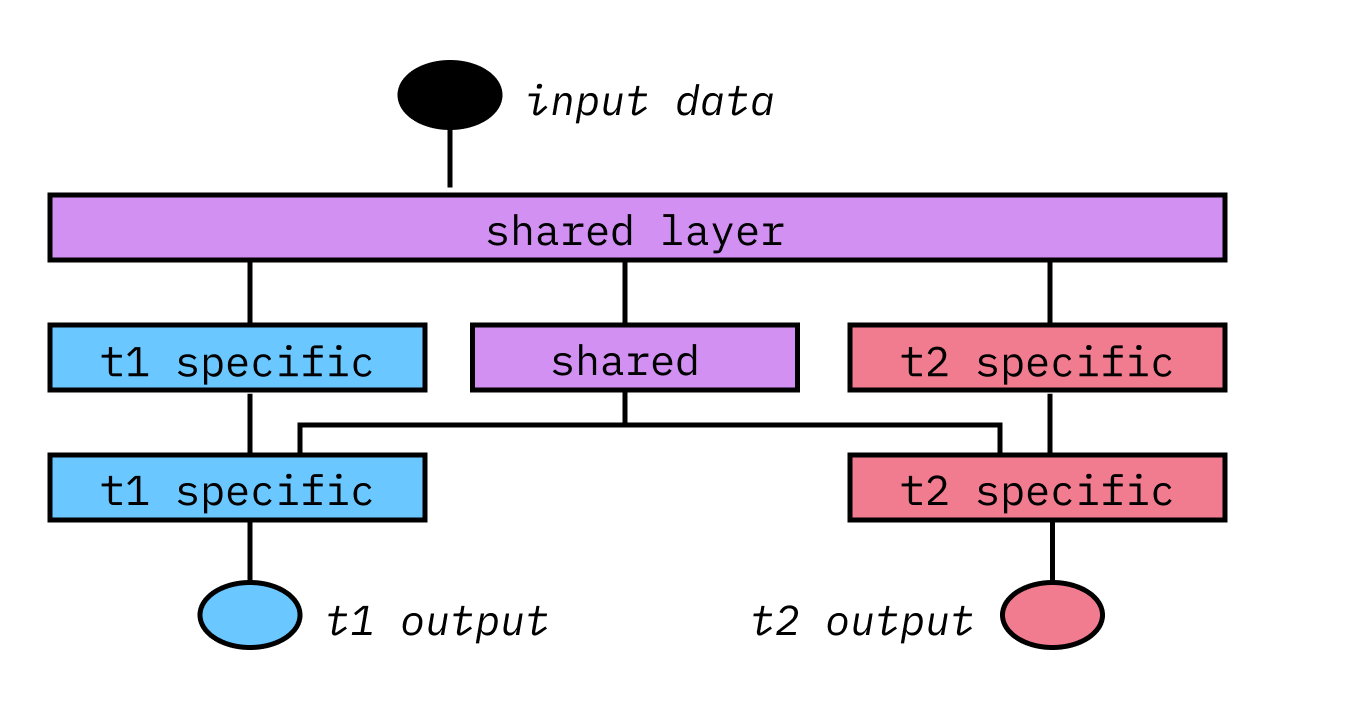 input data
shared layer
t1 specific
shared
t2 specific
t1 specific
t2 specific
t1 output
t2 output